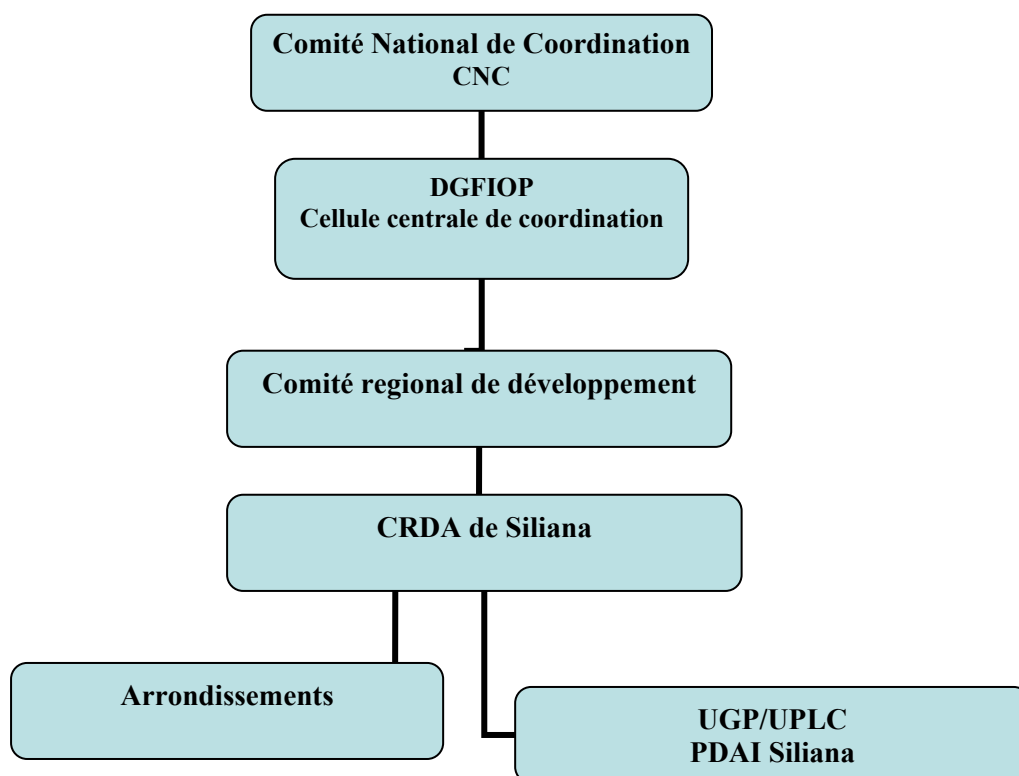 Comité National de Coordination
CNC
DGFIOP
Cellule centrale de coordination
Comité regional de développement
CRDA de Siliana
Arrondissements
UGP/UPLC
PDAI Siliana